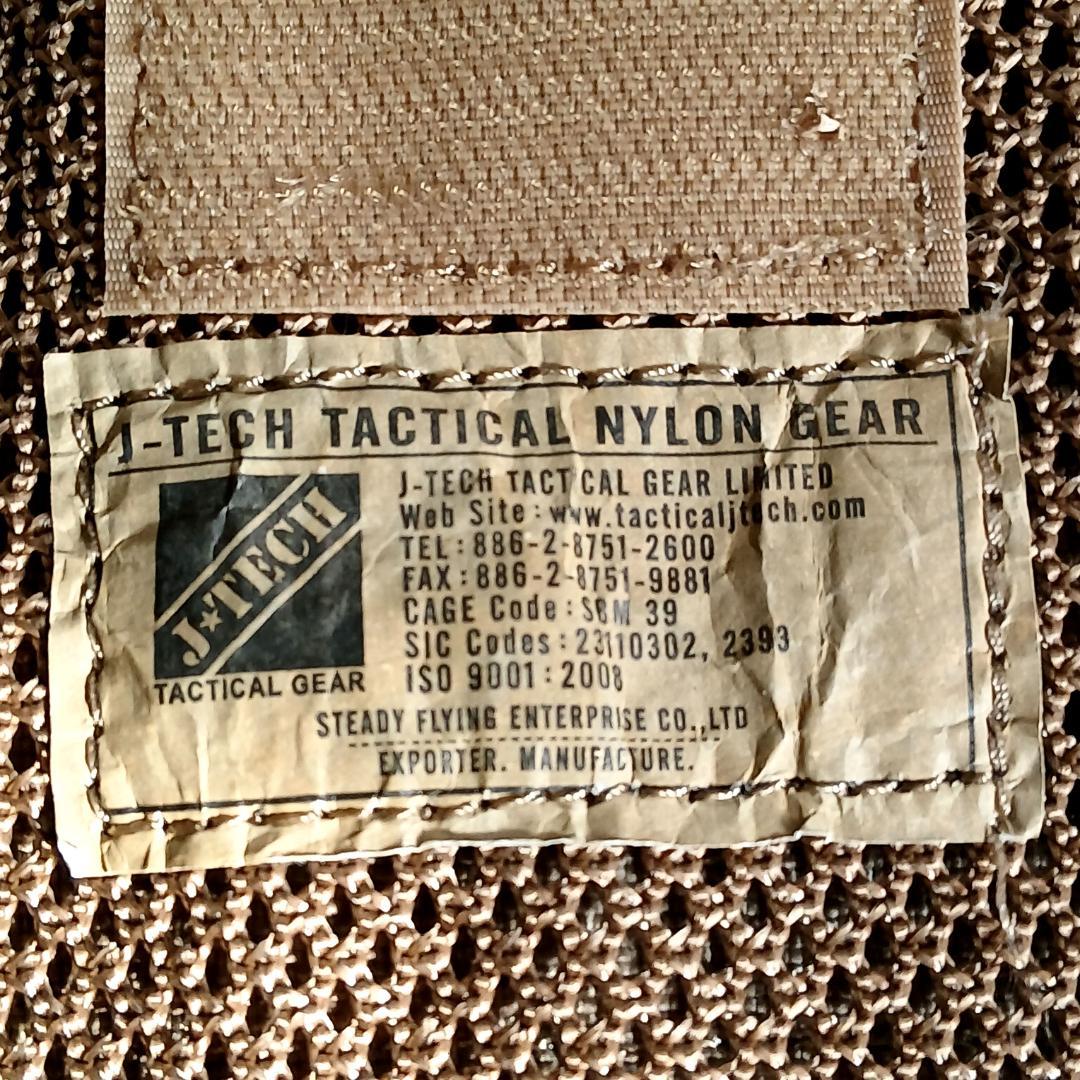 J-TECH TACTICAL NYLON GEAR
J★TECH
TACTICAL GEAR
J-TECH TACTICAL GEAR LIMITED
Web Site : www.tacticaljtech.com
TEL : 886-2-8751-2600
FAX : 886-2-8751-9881
CAGE Code : 39
SIC Codes : 23110302, 2393
ISO 9001 : 2008
STEADY FLYING ENTERPRISE CO.,LTD
EXPORTER. MANUFACTURE.